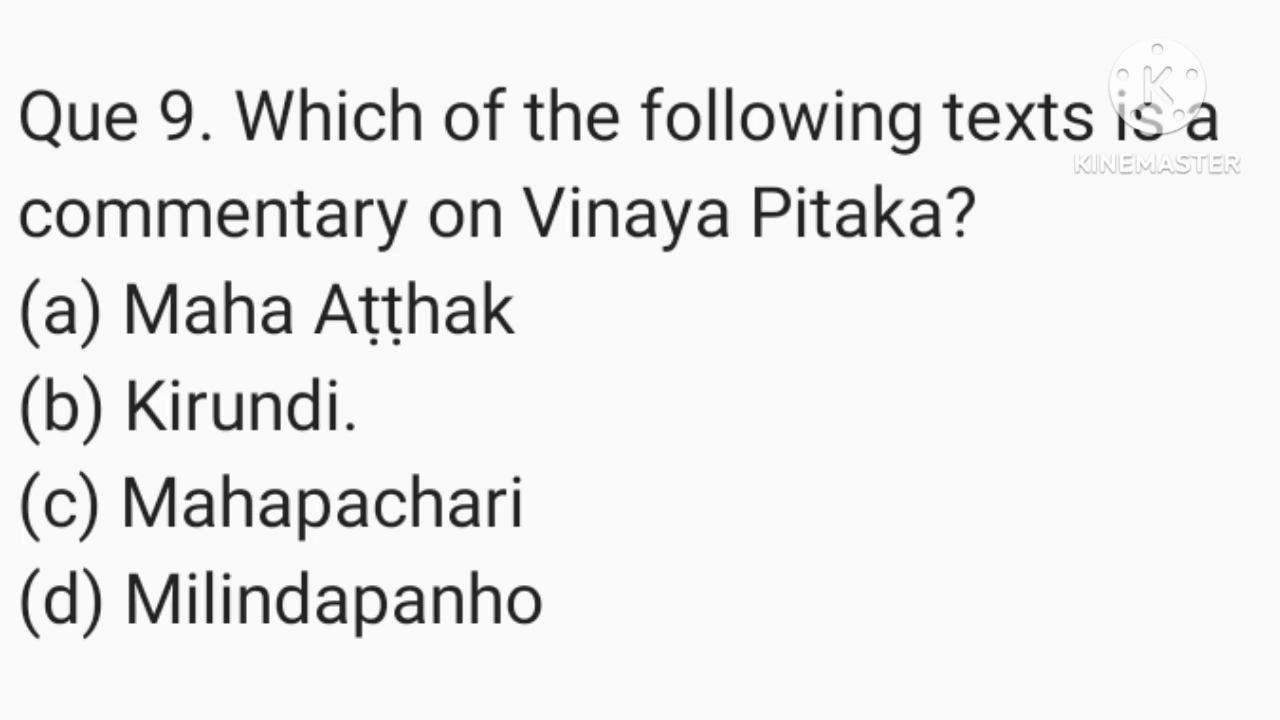 Que 9. Which of the following texts is a
KINEMASTER
commentary on Vinaya Pitaka?
(a) Maha Aṭṭhak
(b) Kirundi.
(c) Mahapachari
(d) Milindapanho